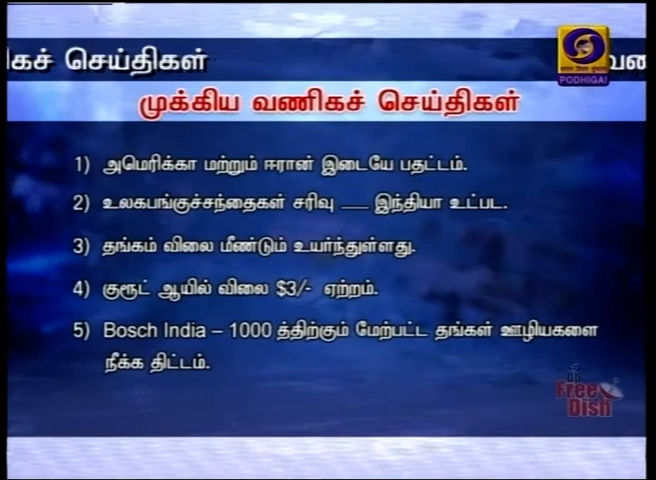 கச் செய்திகள்
PODHIGAI
முக்கிய வணிகச் செய்திகள்
1) அமெரிக்கா மற்றும் ஈரான் இடையே பதட்டம்.
2) உலகபங்குச்சந்தைகள் சரிவு ___ இந்தியா உட்பட.
3) தங்கம் விலை மீண்டும் உயர்ந்துள்ளது.
4) குரூட் ஆயில் விலை $3/- ஏற்றம்.
5) Bosch India – 1000 த்திற்கும் மேற்பட்ட தங்கள் ஊழியகளை
நீக்க திட்டம்.
Free
Dish